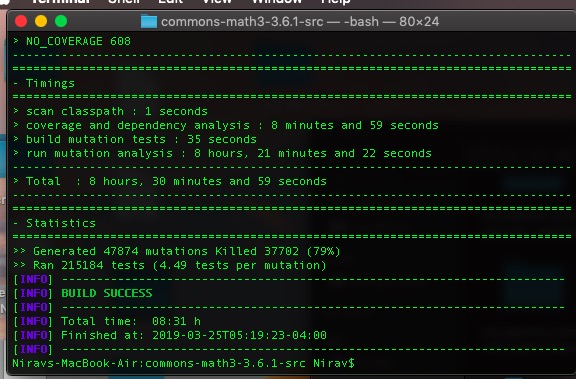 Terminal Shell Edit View Window Help
commons-math3-3.6.1-src — -bash — 80×24
> NO_COVERAGE 608
--------------------------------------------------------------------------------
================================================================================
- Timings
================================================================================
> scan classpath : 1 seconds
> coverage and dependency analysis : 8 minutes and 59 seconds
> build mutation tests : 35 seconds
> run mutation analysis : 8 hours, 21 minutes and 22 seconds
--------------------------------------------------------------------------------
> Total  : 8 hours, 30 minutes and 59 seconds
--------------------------------------------------------------------------------
================================================================================
- Statistics
================================================================================
>> Generated 47874 mutations Killed 37702 (79%)
>> Ran 215184 tests (4.49 tests per mutation)
[INFO] ------------------------------------------------------------------------
[INFO] BUILD SUCCESS
[INFO] ------------------------------------------------------------------------
[INFO] Total time:  08:31 h
[INFO] Finished at: 2019-03-25T05:19:23-04:00
[INFO] ------------------------------------------------------------------------
Niravs-MacBook-Air:commons-math3-3.6.1-src Nirav$